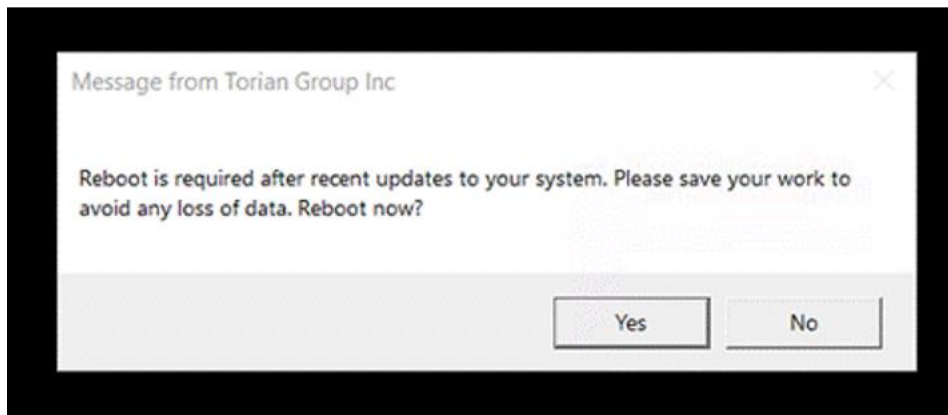 Message from Torian Group Inc
Reboot is required after recent updates to your system. Please save your work to
avoid any loss of data. Reboot now?
Yes
No